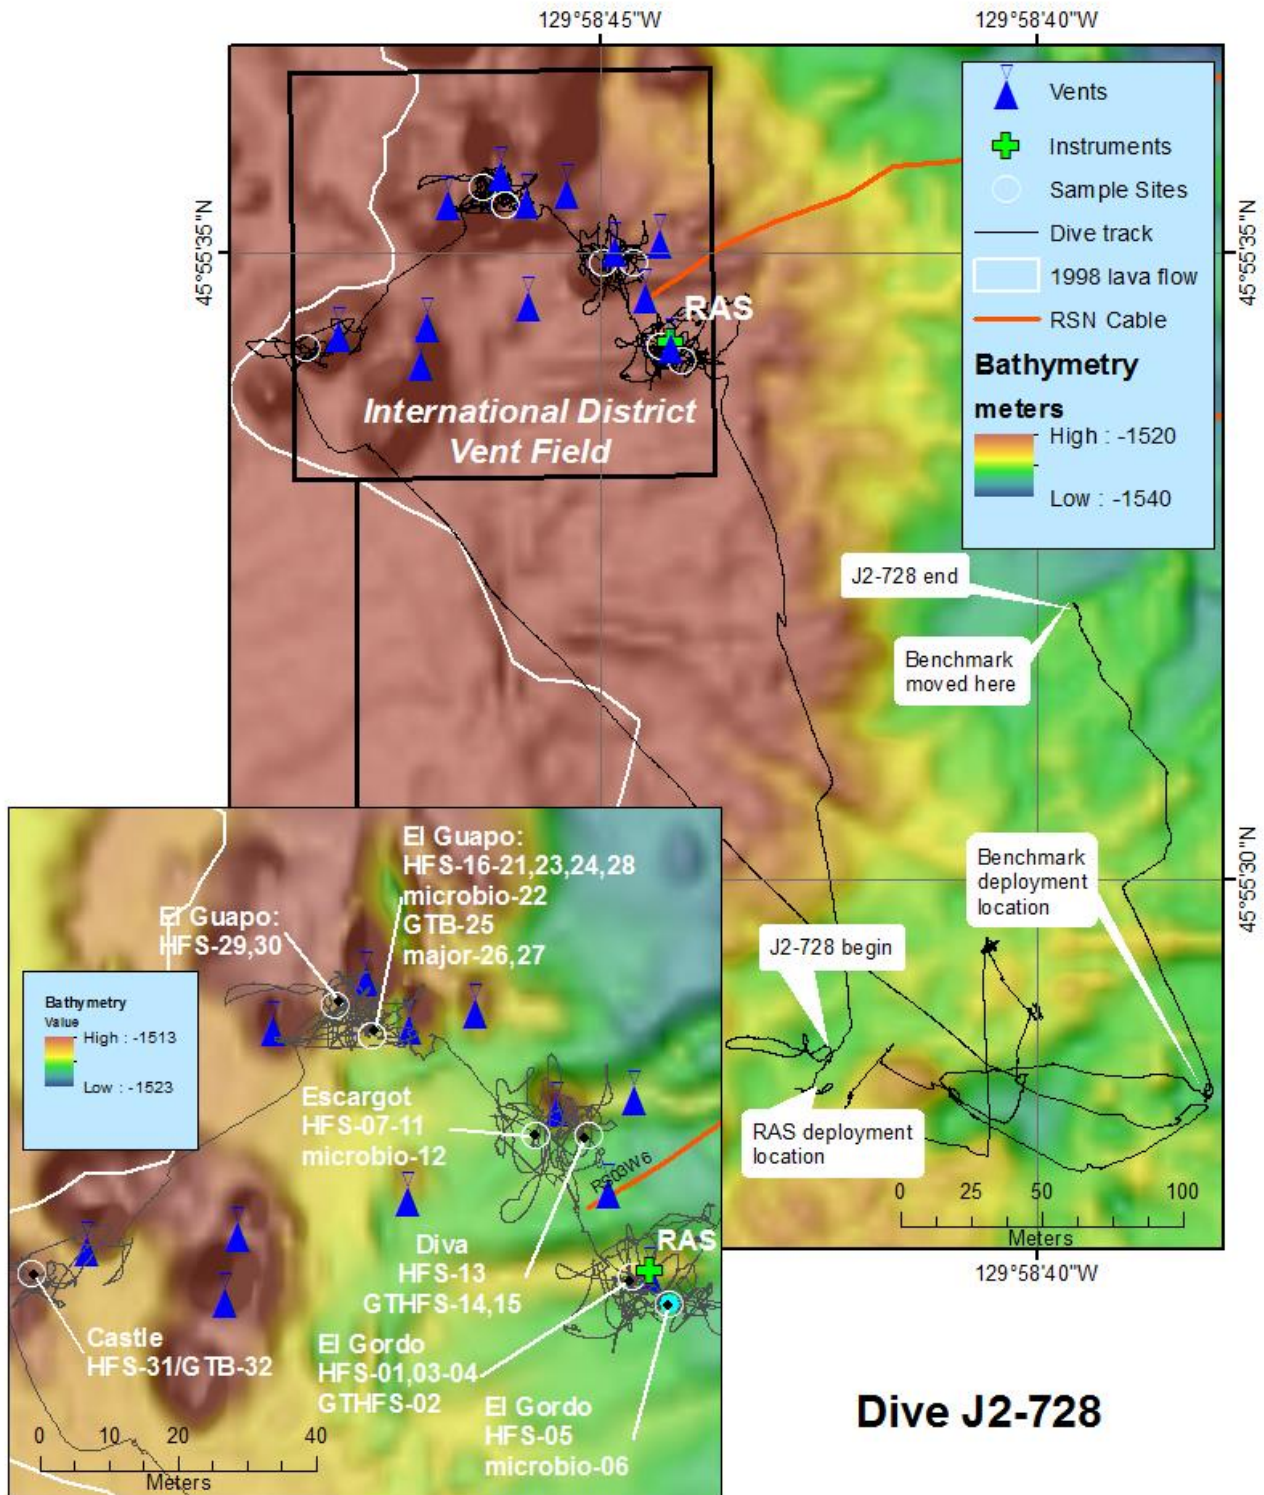 129°58'45"W
129°58'40"W
Vents
Instruments
Sample Sites
Dive track
1998 lava flow
RSN Cable
Bathymetry
meters
High : -1520
Low : -1540
45°55'35"N
45°55'35"N
RAS
International District
Vent Field
J2-728 end
Benchmark
moved here
Benchmark
deployment
location
45°55'30"N
J2-728 begin
RAS deployment
location
0 25 50 100
Meters
129°58'40"W
El Guapo:
HFS-16-21,23,24,28
microbio-22
GTB-25
major-26,27
El Guapo:
HFS-29,30
Bathymetry
Value
High : -1513
Low : -1523
Escargot
HFS-07-11
microbio-12
RS03W6
Diva
HFS-13
GTHFS-14,15
RAS
Castle
HFS-31/GTB-32
El Gordo
HFS-01,03-04
GTHFS-02
El Gordo
HFS-05
microbio-06
0 10 20 40
Meters
Dive J2-728